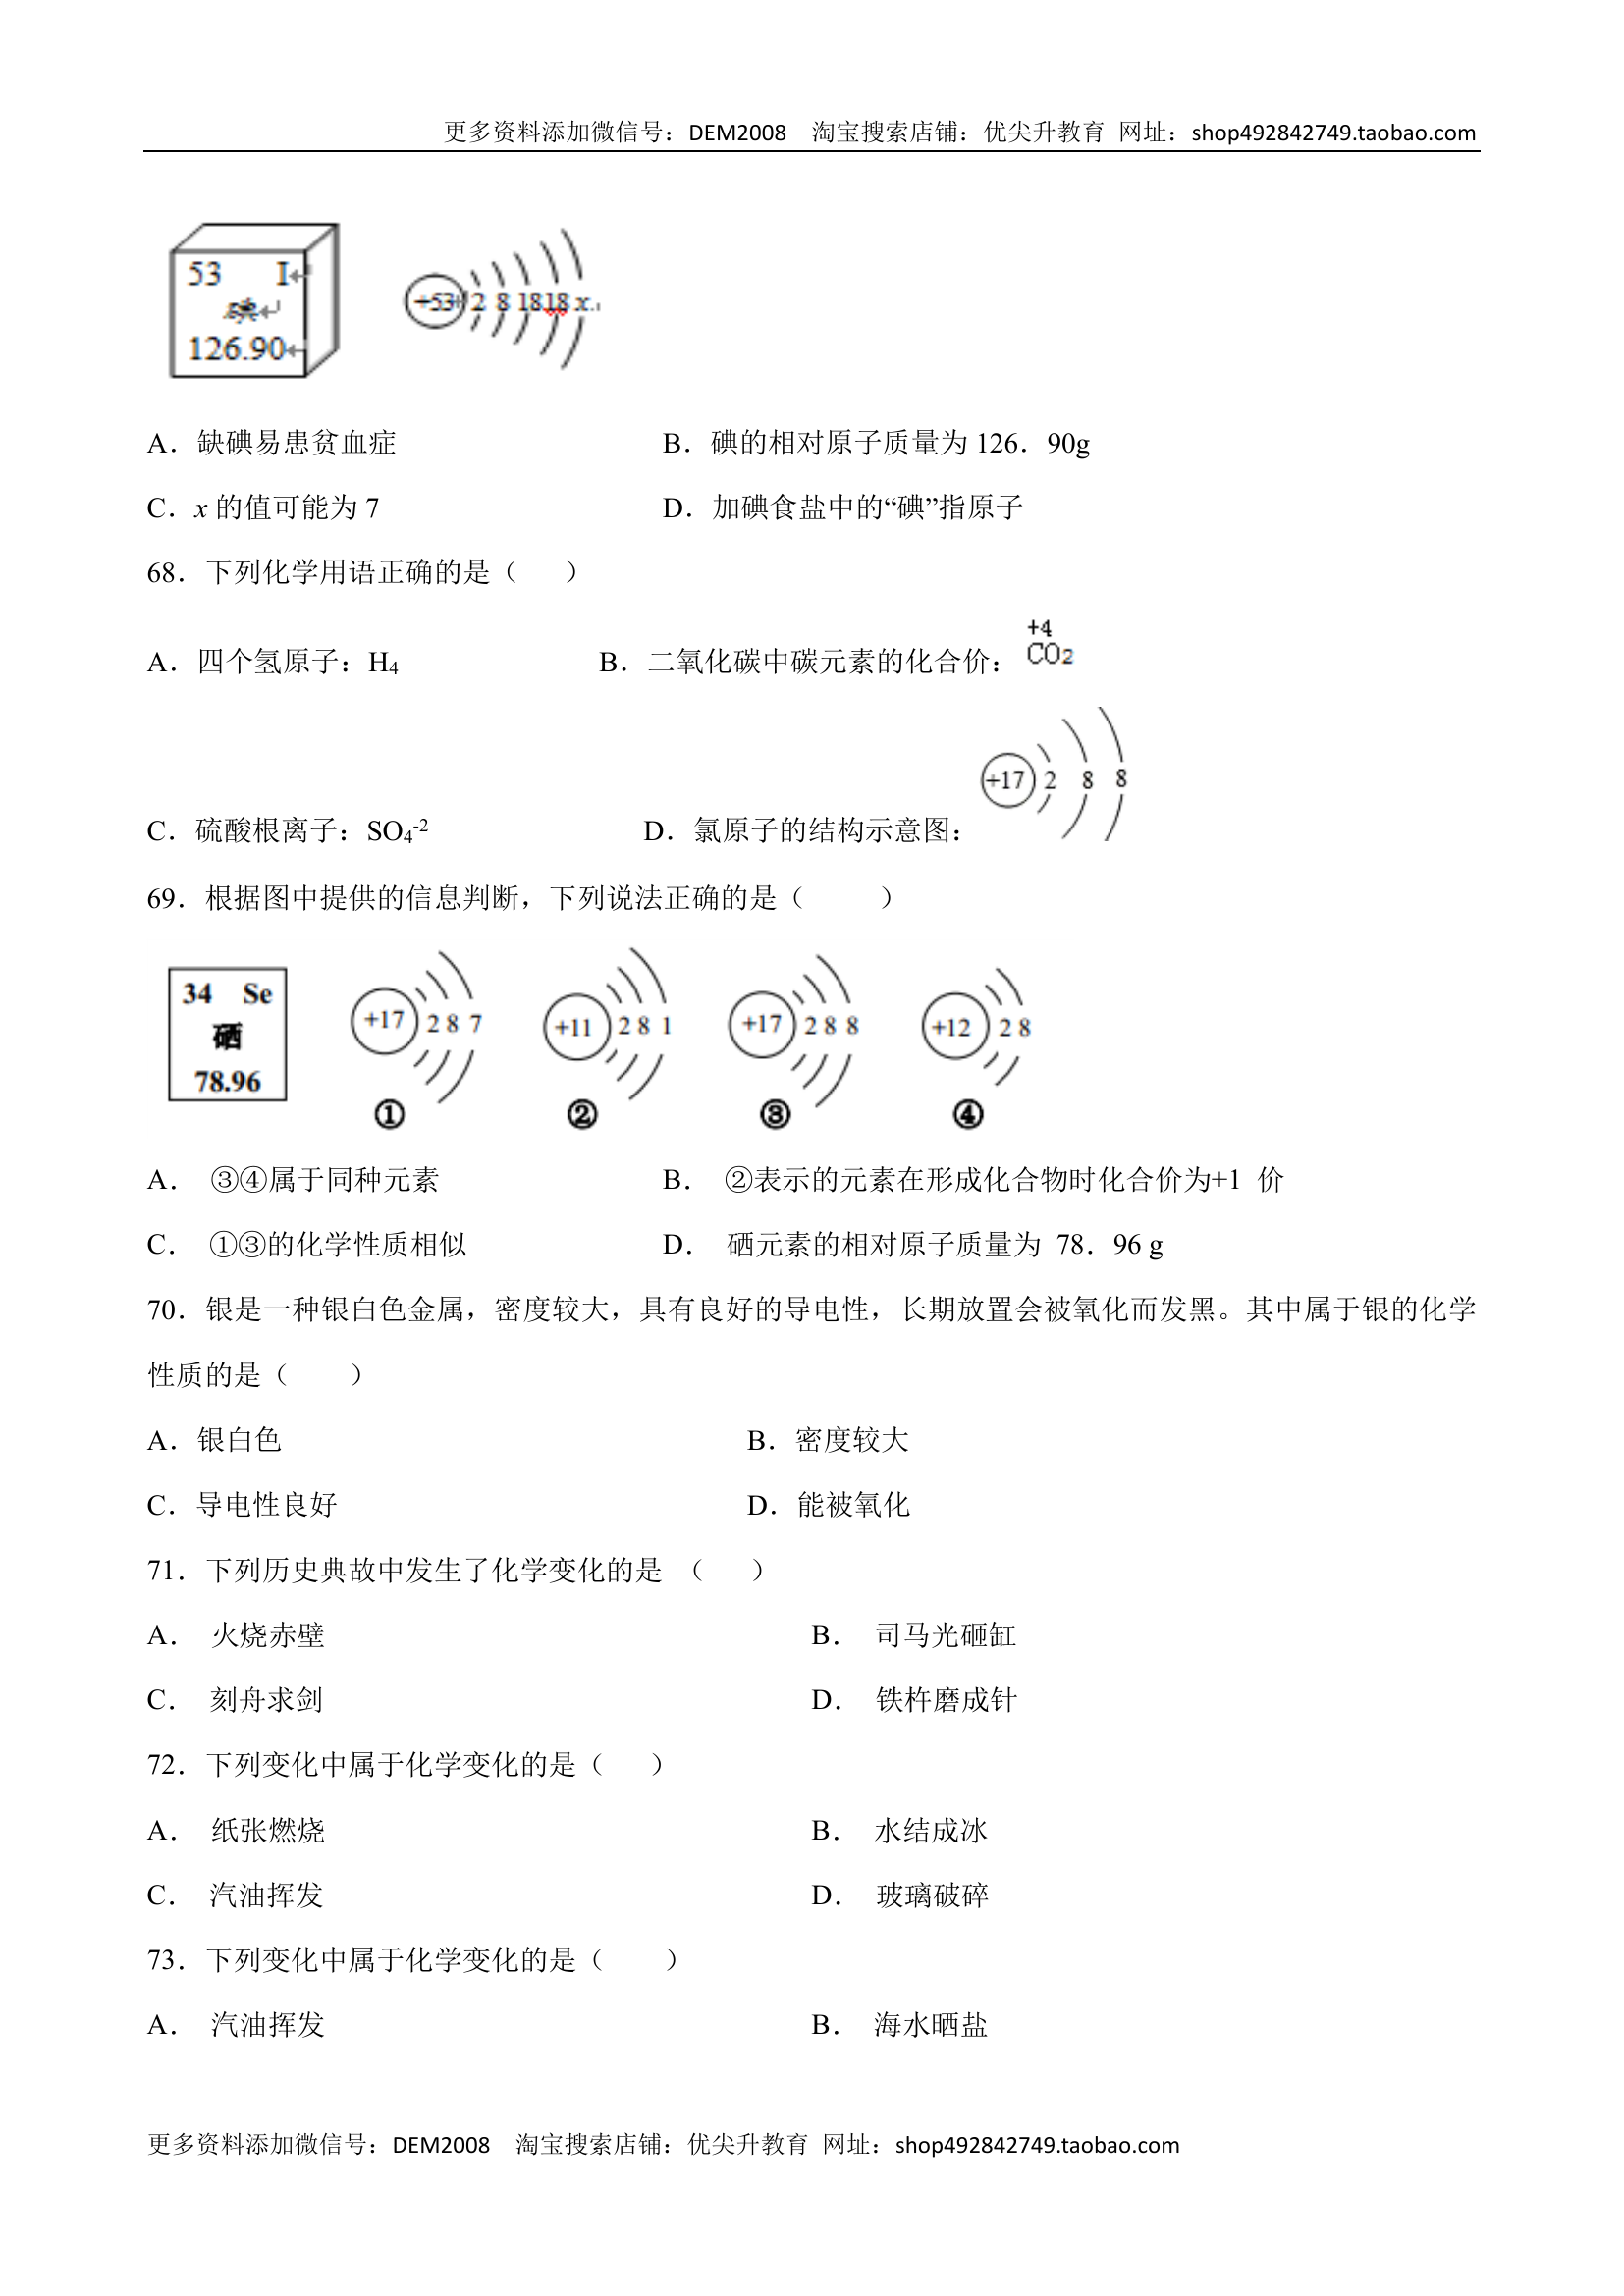 更多资料添加微信号：DEM2008 淘宝搜索店铺：优尖升教育 网址：shop492842749.taobao.com
53 I↵
碘↵
126.90↵
+53 2 8 18 18 x
A．缺碘易患贫血症 B．碘的相对原子质量为 126．90g
C．x 的值可能为 7 D．加碘食盐中的“碘”指原子
68．下列化学用语正确的是（ ）
A．四个氢原子：H₄ B．二氧化碳中碳元素的化合价：
+4
CO₂
+17 2 8 8
C．硫酸根离子：SO₄⁻² D．氯原子的结构示意图：
69．根据图中提供的信息判断，下列说法正确的是（ ）
34 Se
硒
78.96
+17 2 8 7
+11 2 8 1
+17 2 8 8
+12 2 8
① ② ③ ④
A． ③④属于同种元素 B． ②表示的元素在形成化合物时化合价为+1 价
C． ①③的化学性质相似 D． 硒元素的相对原子质量为 78．96 g
70．银是一种银白色金属，密度较大，具有良好的导电性，长期放置会被氧化而发黑。其中属于银的化学
性质的是（ ）
A．银白色 B．密度较大
C．导电性良好 D．能被氧化
71．下列历史典故中发生了化学变化的是 （ ）
A． 火烧赤壁 B． 司马光砸缸
C． 刻舟求剑 D． 铁杵磨成针
72．下列变化中属于化学变化的是（ ）
A． 纸张燃烧 B． 水结成冰
C． 汽油挥发 D． 玻璃破碎
73．下列变化中属于化学变化的是（ ）
A． 汽油挥发 B． 海水晒盐
更多资料添加微信号：DEM2008 淘宝搜索店铺：优尖升教育 网址：shop492842749.taobao.com